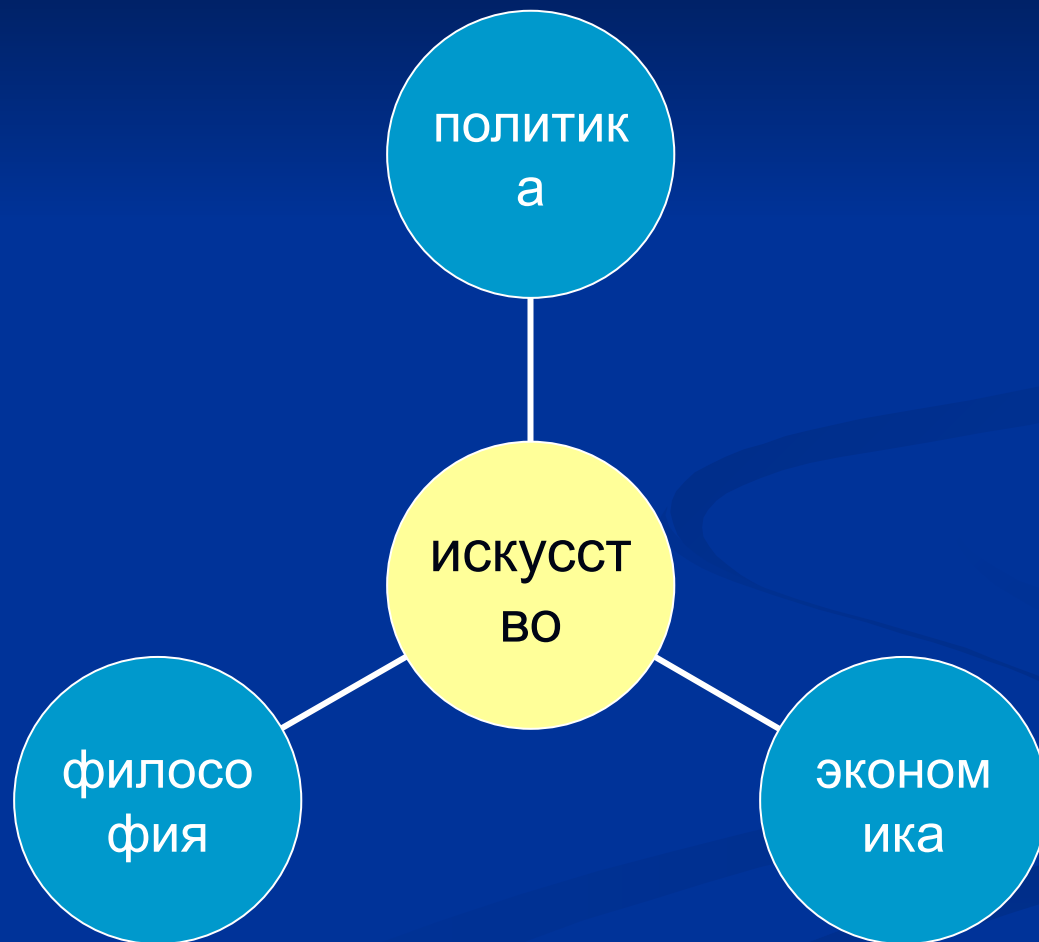 политик
а
искусст
во
филосо
фия
эконом
ика